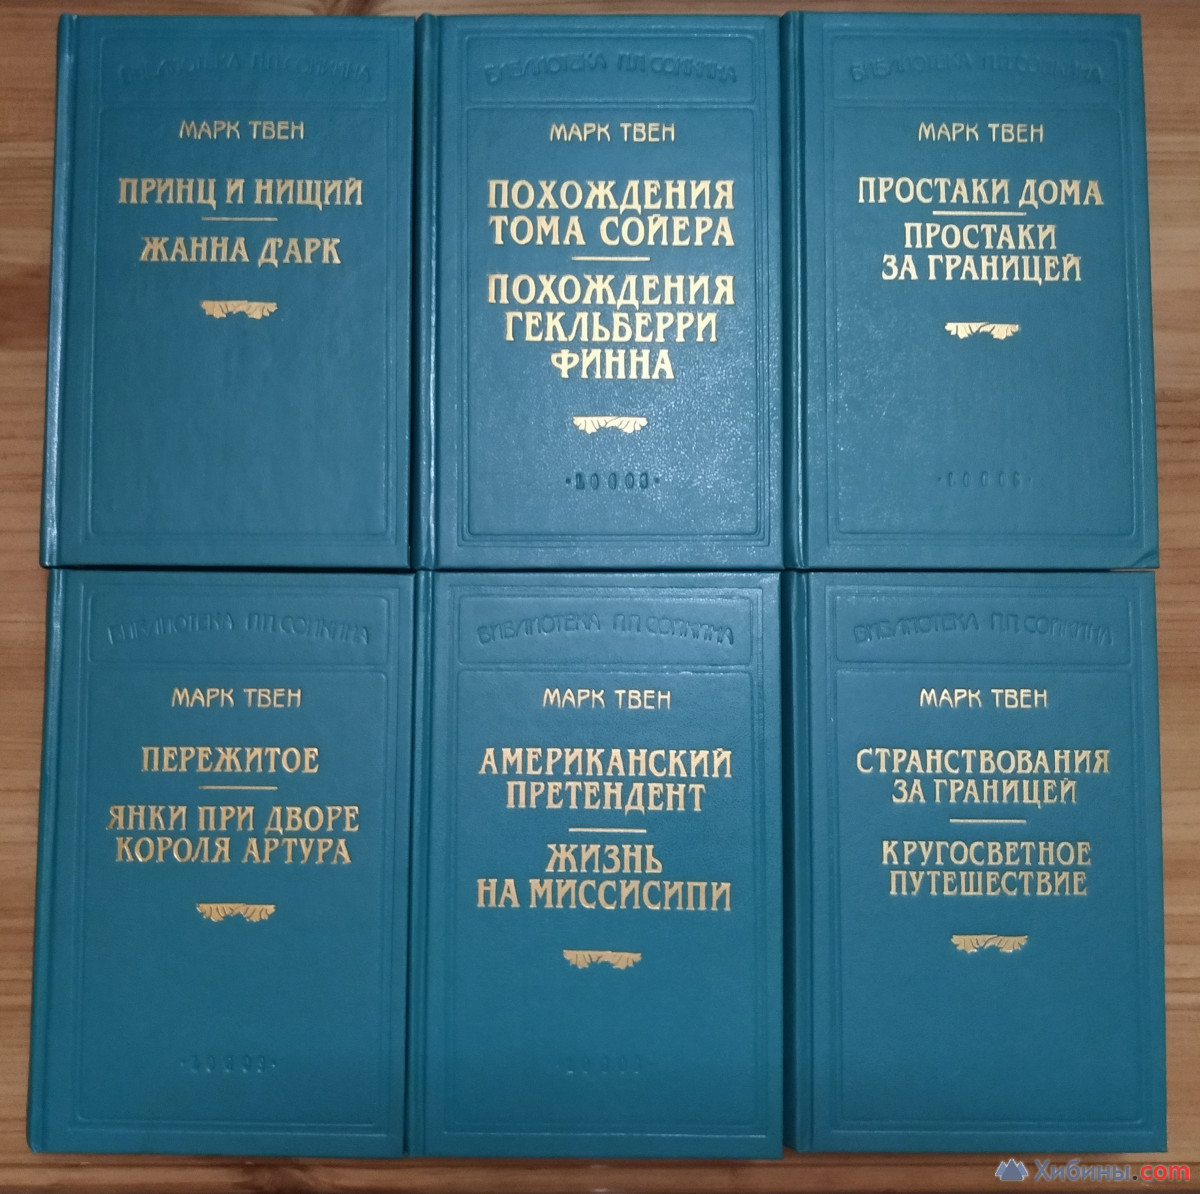 БИБЛИОТЕКА П.П. СОЙКИНА
МАРК ТВЕН
ПРИНЦ И НИЩИЙ
ЖАННА Д'АРК
БИБЛИОТЕКА П.П. СОЙКИНА
МАРК ТВЕН
ПОХОЖДЕНИЯ
ТОМА СОЙЕРА
ПОХОЖДЕНИЯ
ГЕКЛЬБЕРРИ
ФИННА
БИБЛИОТЕКА П.П. СОЙКИНА
МАРК ТВЕН
ПРОСТАКИ ДОМА
ПРОСТАКИ
ЗА ГРАНИЦЕЙ
БИБЛИОТЕКА П.П. СОЙКИНА
МАРК ТВЕН
ПЕРЕЖИТОЕ
ЯНКИ ПРИ ДВОРЕ
КОРОЛЯ АРТУРА
БИБЛИОТЕКА П.П. СОЙКИНА
МАРК ТВЕН
АМЕРИКАНСКИЙ
ПРЕТЕНДЕНТ
ЖИЗНЬ
НА МИССИСИПИ
БИБЛИОТЕКА П.П. СОЙКИНА
МАРК ТВЕН
СТРАНСТВОВАНИЯ
ЗА ГРАНИЦЕЙ
КРУГОСВЕТНОЕ
ПУТЕШЕСТВИЕ
Хибины.com